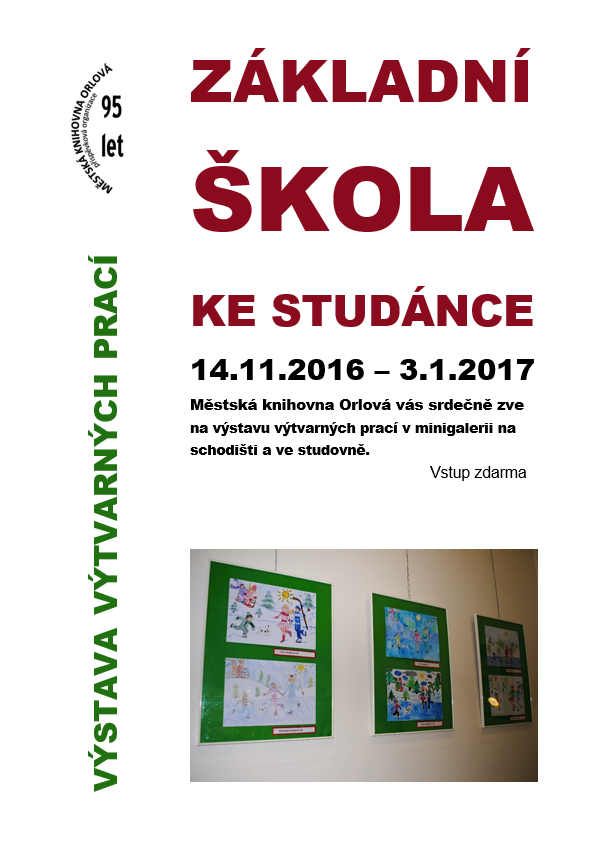 MĚSTSKÁ KNIHOVNA ORLOVÁ
příspěvková organizace
95
let
ZÁKLADNÍ
ŠKOLA
KE STUDÁNCE
14.11.2016 – 3.1.2017
Městská knihovna Orlová vás srdečně zve
na výstavu výtvarných prací v minigalerii na
schodišti a ve studovně.
Vstup zdarma
VÝSTAVA VÝTVARNÝCH PRACÍ